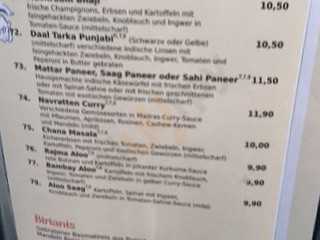 frische Champignons, Erbsen und Kartoffeln mit
feingehackten Zwiebeln, Knoblauch und Ingwer in
Tomaten-Sauce (mittelscharf) 10,50
72. Daal Tarka Punjabi (Schwarze oder Gelbe)
(mittelscharf) verschiedene indische Linsen mit
feingehackten Zwiebeln, Knoblauch, Ingwer, Tomaten und
Peperoni in Butter gebraten 10,50
73. Mattar Paneer, Saag Paneer oder Sahi Paneer 11,50
Hausgemachte indische Käsewürfel mit frischen Erbsen
oder mit Spinat-Sahne oder mit frischen geschnittenen
Tomaten mit exotischen Gewürzen (mittelscharf)
74. Navratten Curry 11,90
Verschiedene Gemüsesorten in Madras-Curry-Sauce
mit Pflaumen, Aprikosen, Rosinen, Cashew-Kernen
und Mandeln (mild)
75. Chana Masala 10,00
Kichererbsen mit frischen Tomaten, Zwiebeln, Ingwer,
Kartoffeln, Peperoni und exotischen Gewürzen (mittelscharf)
76. Rajma Aloo (mittelscharf) 9,90
rote Bohnen und Kartoffeln in pikanter Kurkuma-Sauce
77. Bombay Aloo Kartoffeln mit frischem Knoblauch,
Ingwer, Tomaten und Zwiebeln in gelber Curry-Sauce 9,90
79. Aloo Saag Kartoffeln, Spinat mit Ingwer,
Knoblauch und Zwiebeln in Tomaten-Sahne-Sauce (mild) 9,90
Birianis
Gebratener Basmatireis aus
Mandeln